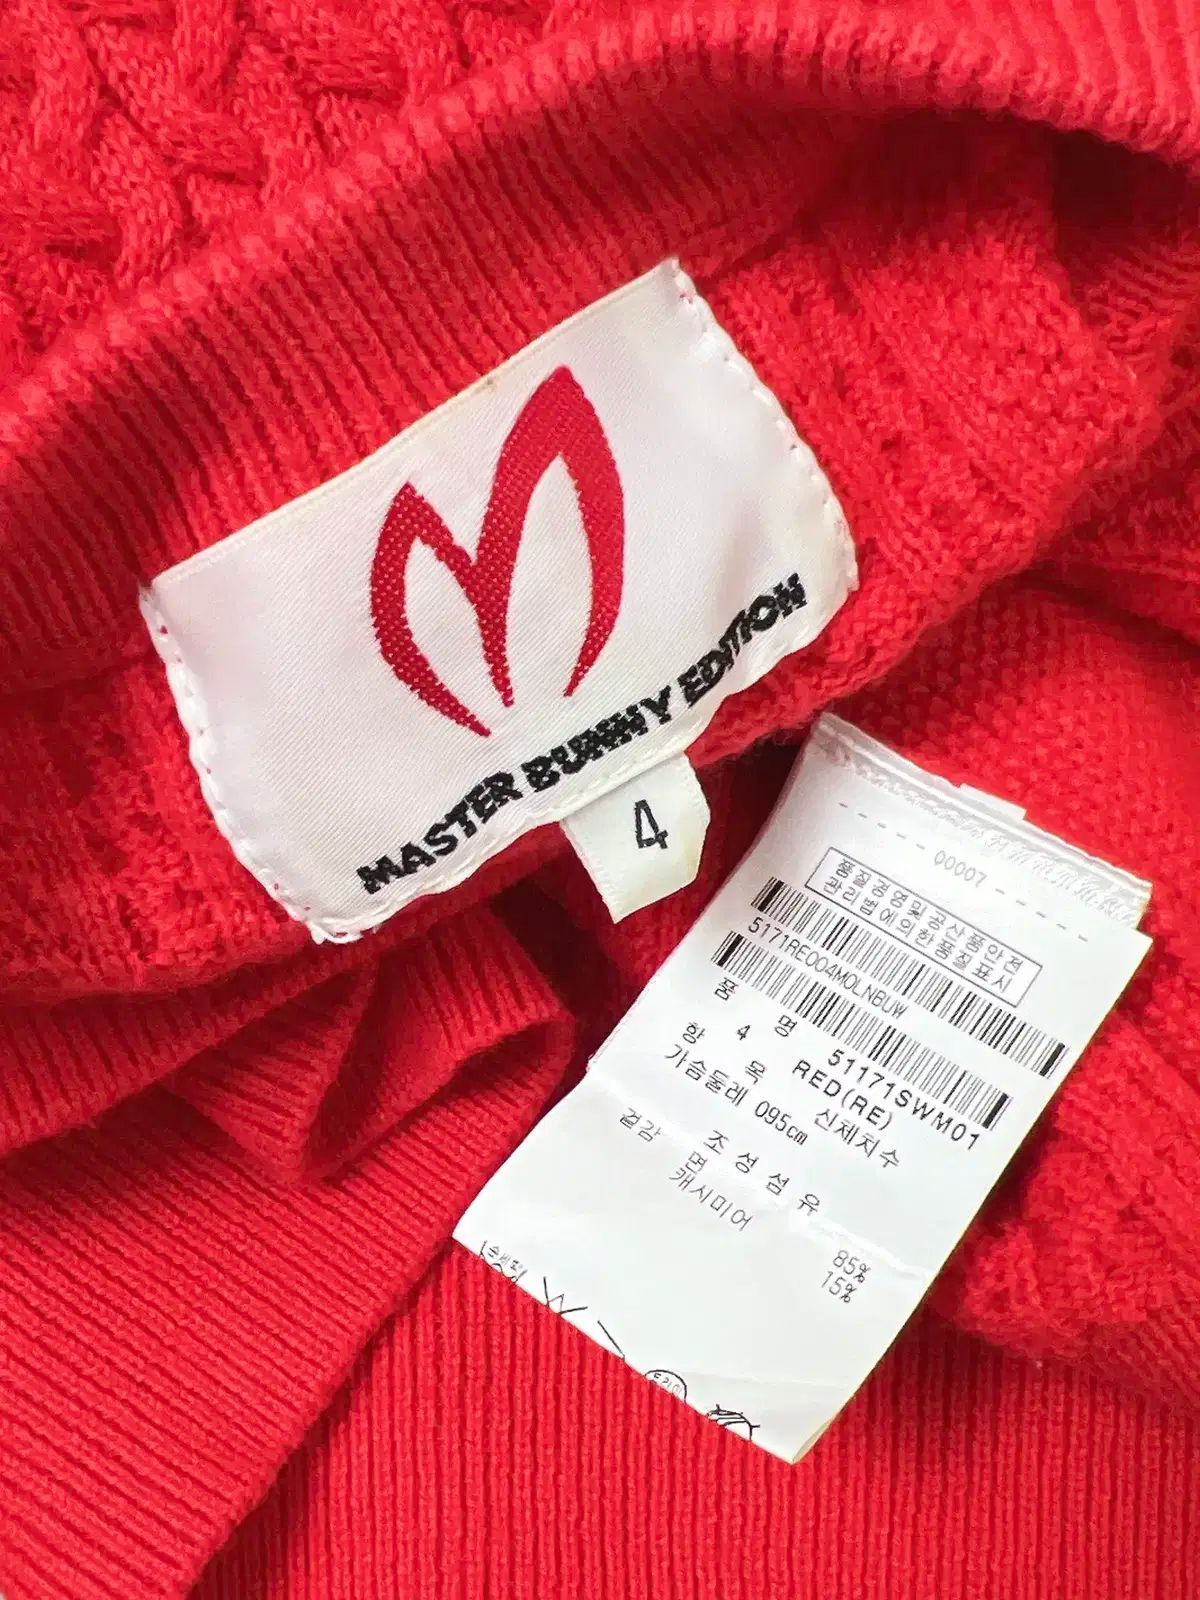 MASTER BUNNY EDITION
4
00007
품질경영및공산품안전
관리법에의한품질표시
5171RE004MOLNBUW
품 명 51171SWM01
4 RED(RE)
항 목 신체치수
가슴둘레 095cm
조성섬유
겉감 면 85%
캐시미어 15%